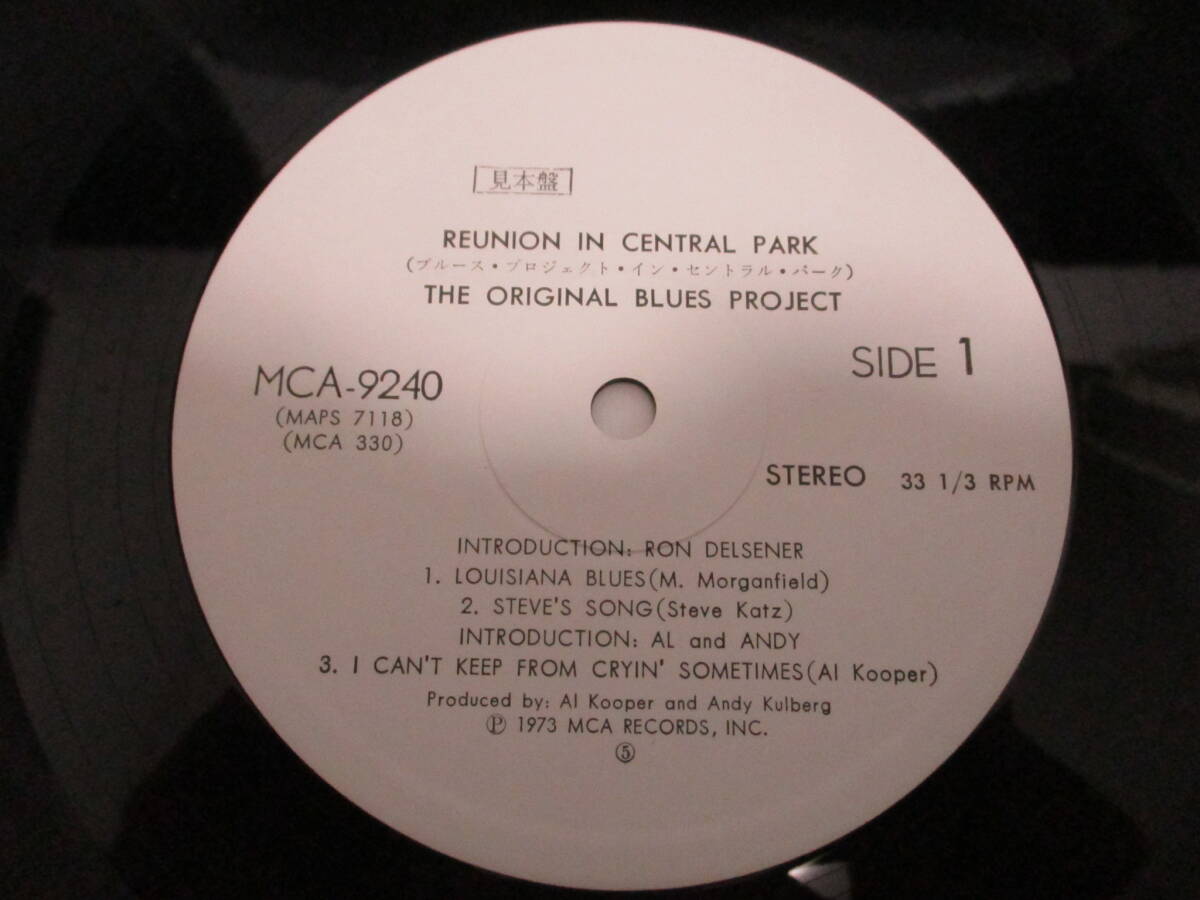 見本盤
REUNION IN CENTRAL PARK
(ブルース・プロジェクト・イン・セントラル・パーク)
THE ORIGINAL BLUES PROJECT
SIDE 1
MCA-9240
(MAPS 7118)
(MCA 330)
STEREO 33 1/3 RPM
INTRODUCTION: RON DELSENER
1. LOUISIANA BLUES(M. Morganfield)
2. STEVE'S SONG(Steve Katz)
INTRODUCTION: AL and ANDY
3. I CAN'T KEEP FROM CRYIN' SOMETIMES(Al Kooper)
Produced by: Al Kooper and Andy Kulberg
Ⓟ 1973 MCA RECORDS, INC.
⑤